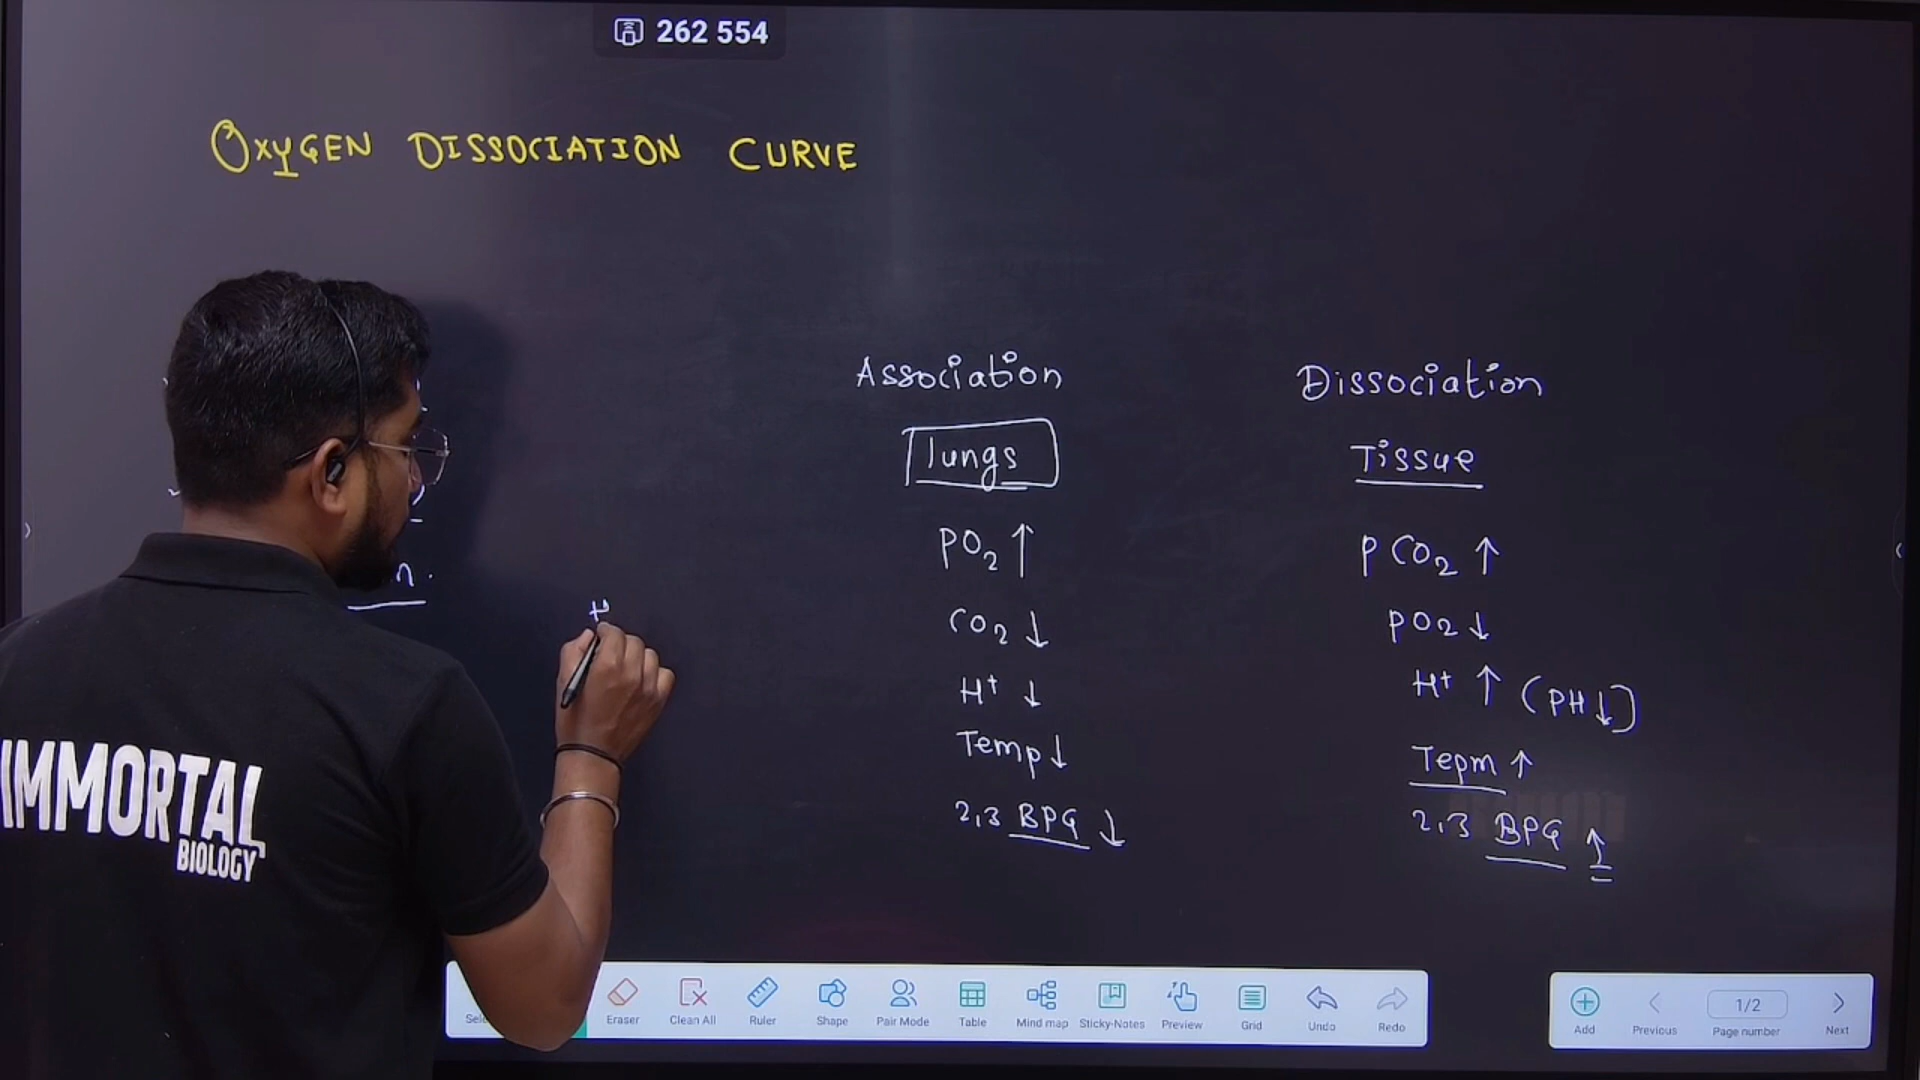 262 554
OXYGEN DISSOCIATION CURVE
Association
Dissociation
lungs
Tissue
PO2 ↑
PCO2 ↑
CO2 ↓
PO2 ↓
H+ ↓
H+ ↑ (PH↓)
Temp↓
Tepm ↑
2,3 BPG ↓
2,3 BPG ↑
H
IMMORTAL
BIOLOGY
Eraser
Clean All
Ruler
Shape
Pair Mode
Table
Mind map
Sticky-Notes
Preview
Grid
Undo
Redo
Add
Previous
1/2
Page number
Next